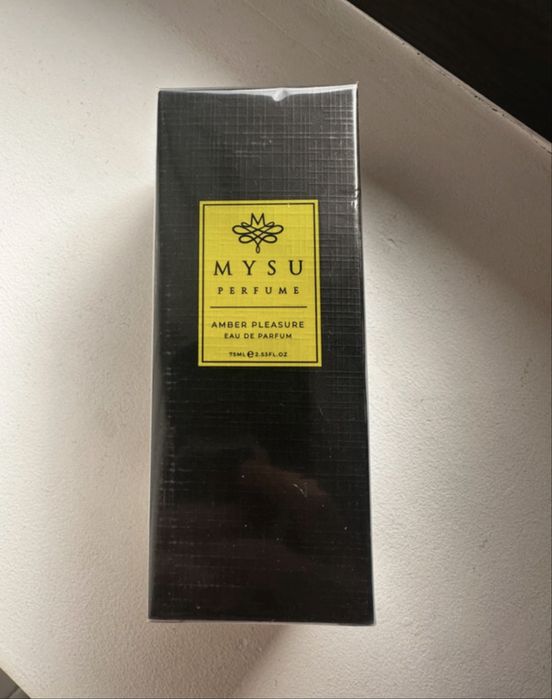 M
MYSU
PERFUME
AMBER PLEASURE
EAU DE PARFUM
75ML ℮ 2.53FL.OZ